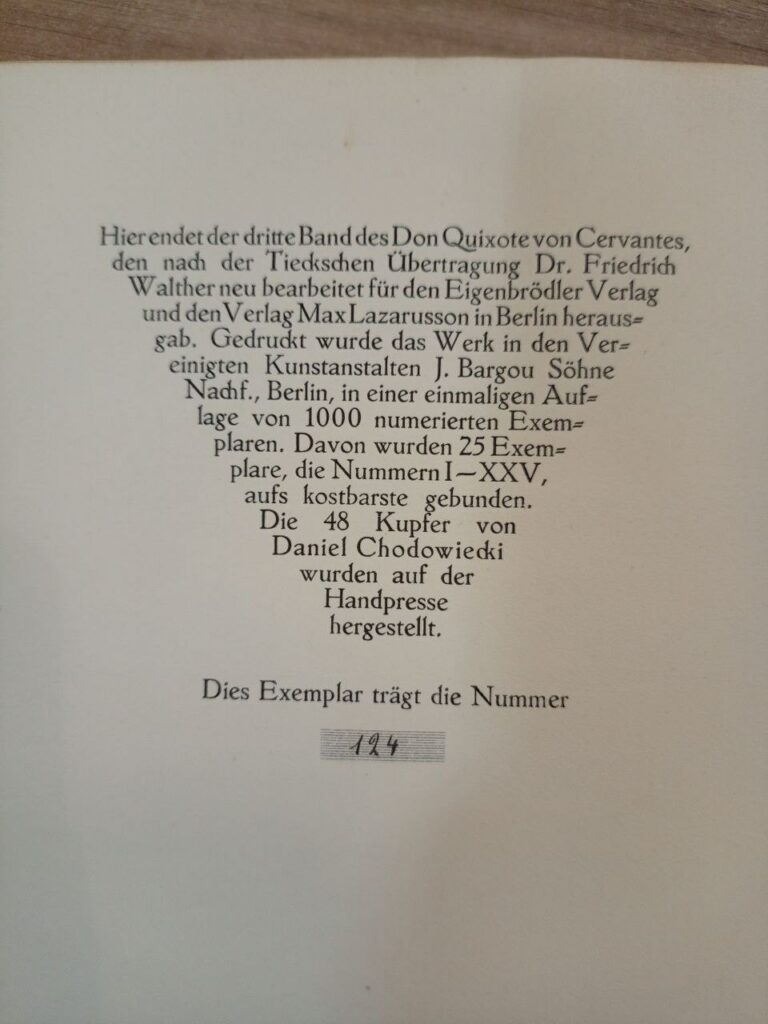 Hier endet der dritte Band des Don Quixote von Cervantes,
den nach der Tieckschen Übertragung Dr. Friedrich
Walther neu bearbeitet für den Eigenbrödler Verlag
und den Verlag Max Lazarusson in Berlin heraus=
gab. Gedruckt wurde das Werk in den Ver=
einigten Kunstanstalten J. Bargou Söhne
Nachf., Berlin, in einer einmaligen Auf=
lage von 1000 numerierten Exem=
plaren. Davon wurden 25 Exem=
plare, die Nummern I—XXV,
aufs kostbarste gebunden.
Die 48 Kupfer von
Daniel Chodowiecki
wurden auf der
Handpresse
hergestellt.
Dies Exemplar trägt die Nummer
124